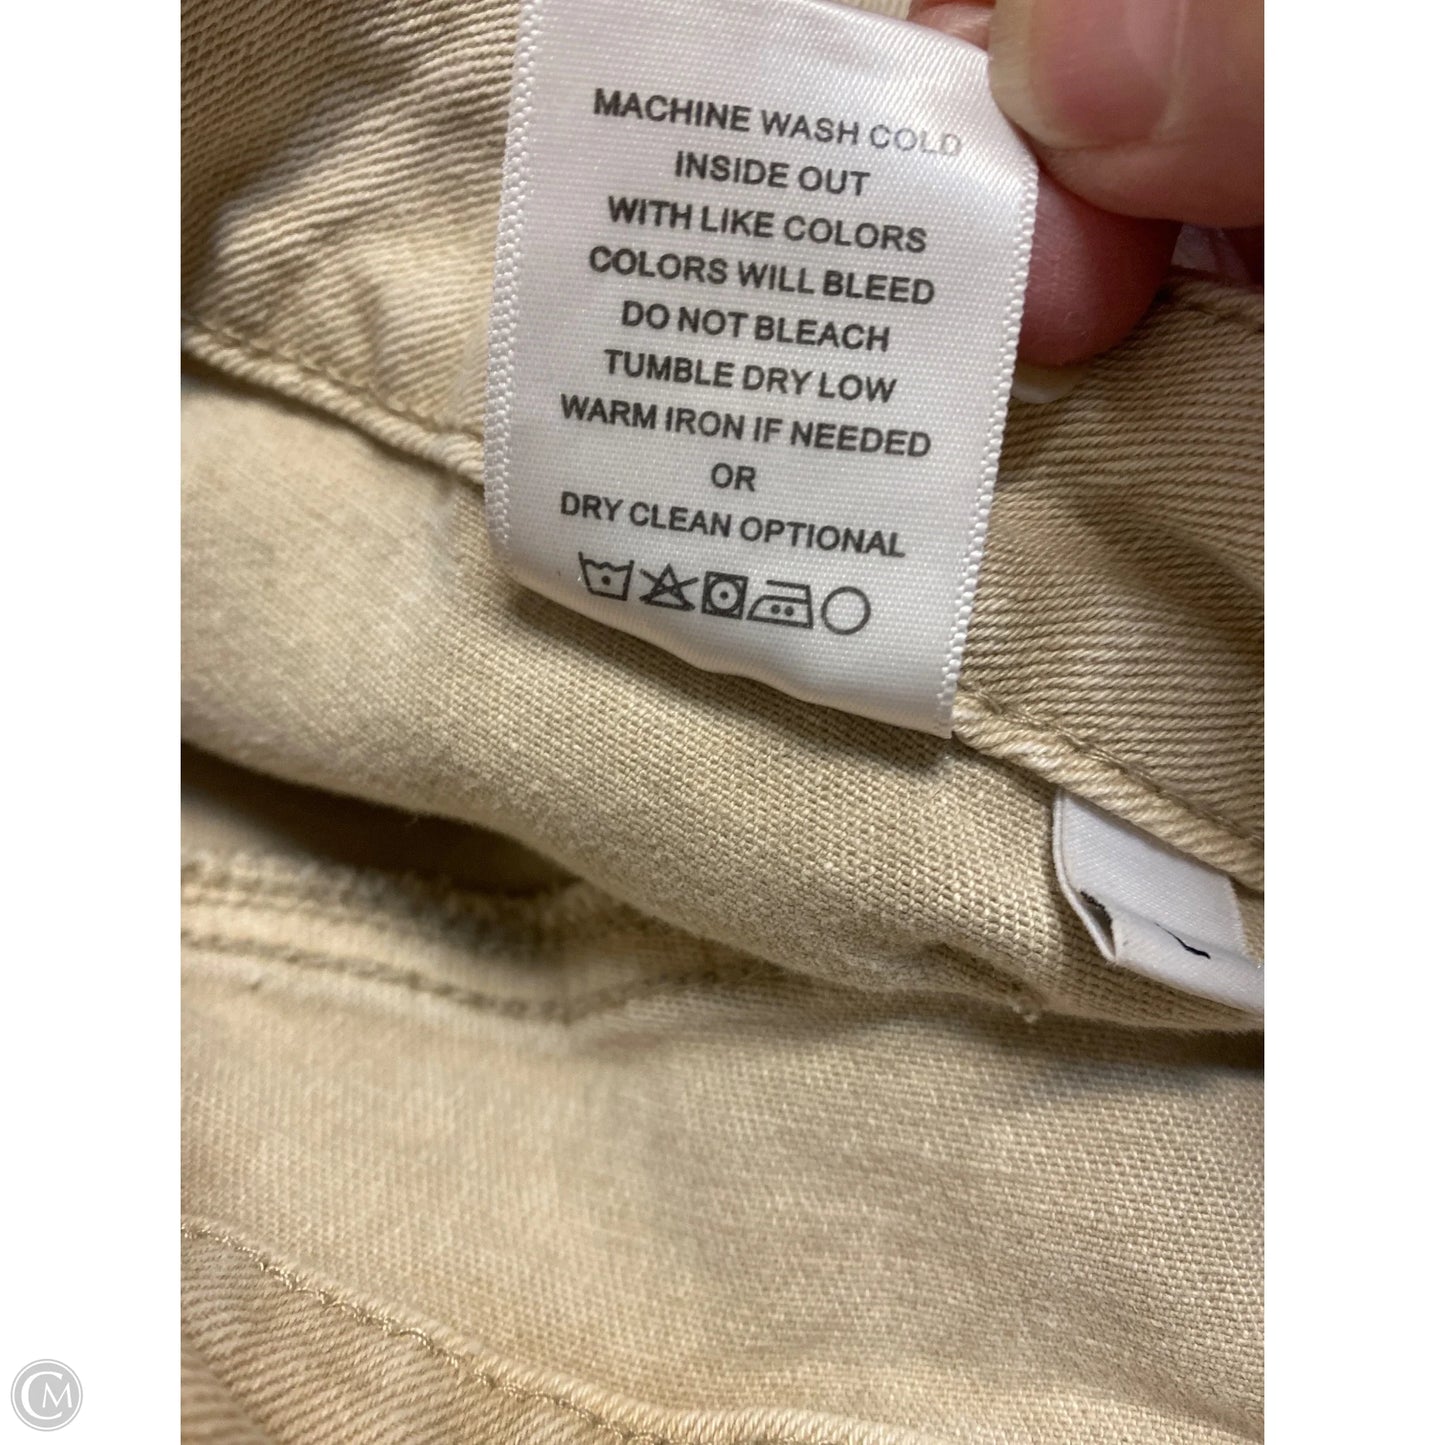 MACHINE WASH COLD
INSIDE OUT
WITH LIKE COLORS
COLORS WILL BLEED
DO NOT BLEACH
TUMBLE DRY LOW
WARM IRON IF NEEDED
OR
DRY CLEAN OPTIONAL
CM